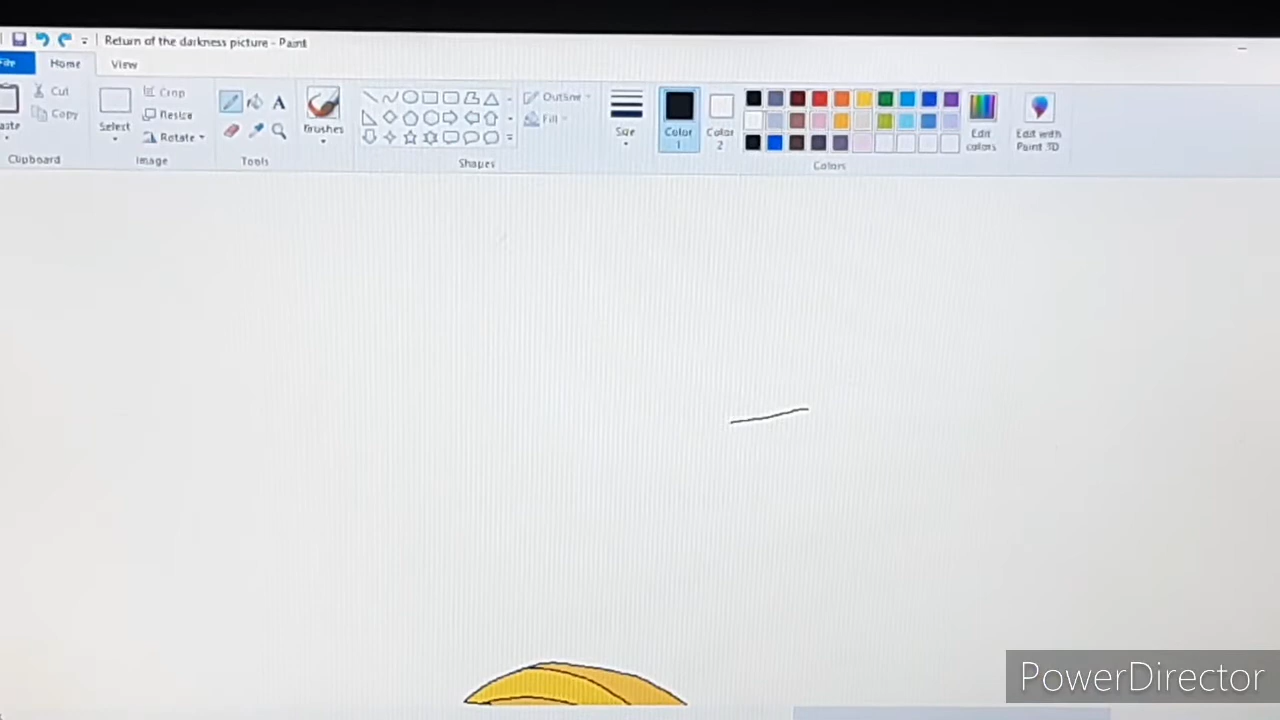 Return of the darkness picture - Paint
File Home View
Cut
Copy
Paste
Clipboard
Select
Crop
Resize
Rotate
Image
A
Tools
Brushes
Shapes
Outline
Fill
Size
Color 1
Color 2
Colors
Edit colors
Edit with Paint 3D
PowerDirector